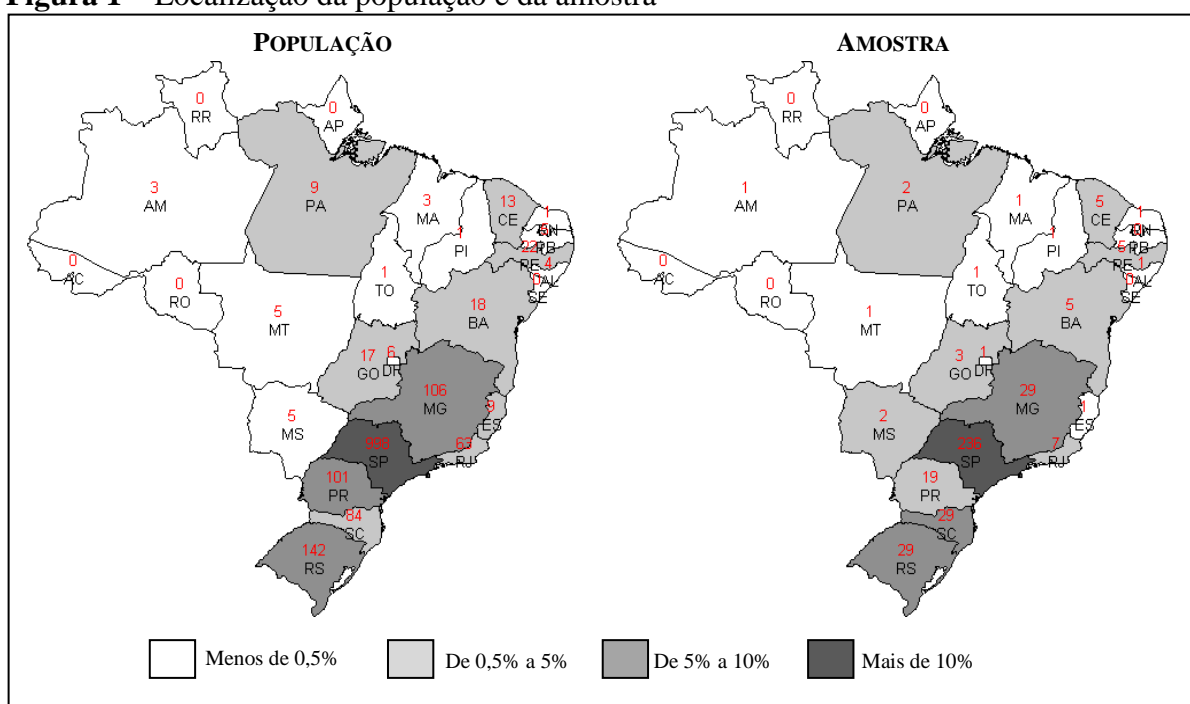 Figura 1 – Localização da população e da amostra
POPULAÇÃO
0
RR
0
AP
3
AM
9
PA
3
MA
13
CE
1
RN
PB
1
PI
22
PE
4
AL
0
SE
0
AC
0
RO
1
TO
5
MT
18
BA
17
GO
6
DF
106
MG
9
ES
5
MS
998
SP
63
RJ
101
PR
84
SC
142
RS
AMOSTRA
0
RR
0
AP
1
AM
2
PA
1
MA
5
CE
1
RN
PB
1
PI
5
PE
1
AL
0
SE
0
AC
0
RO
1
TO
1
MT
5
BA
3
GO
1
DF
29
MG
1
ES
2
MS
236
SP
7
RJ
19
PR
29
SC
29
RS
Menos de 0,5%
De 0,5% a 5%
De 5% a 10%
Mais de 10%